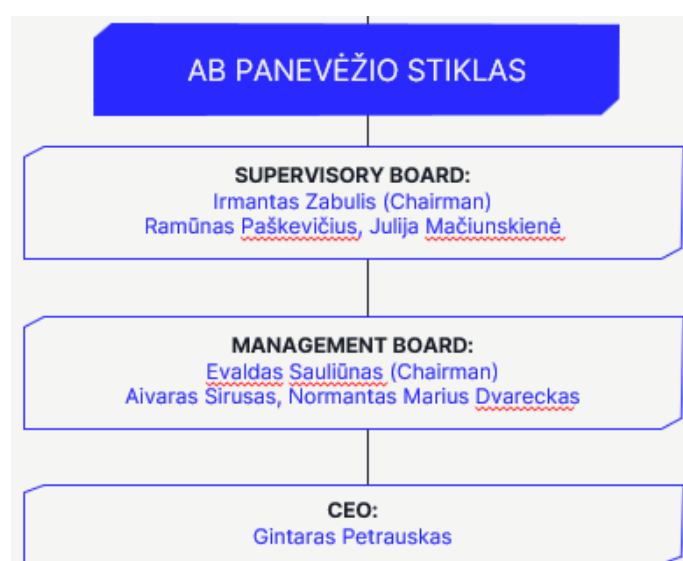 AB PANEVĖŽIO STIKLAS
SUPERVISORY BOARD:
Irmantas Zabulis (Chairman)
Ramūnas Paškevičius, Julija Mačiunskienė
MANAGEMENT BOARD:
Evaldas Sauliūnas (Chairman)
Aivaras Sirusas, Normantas Marius Dvareckas
CEO:
Gintaras Petrauskas